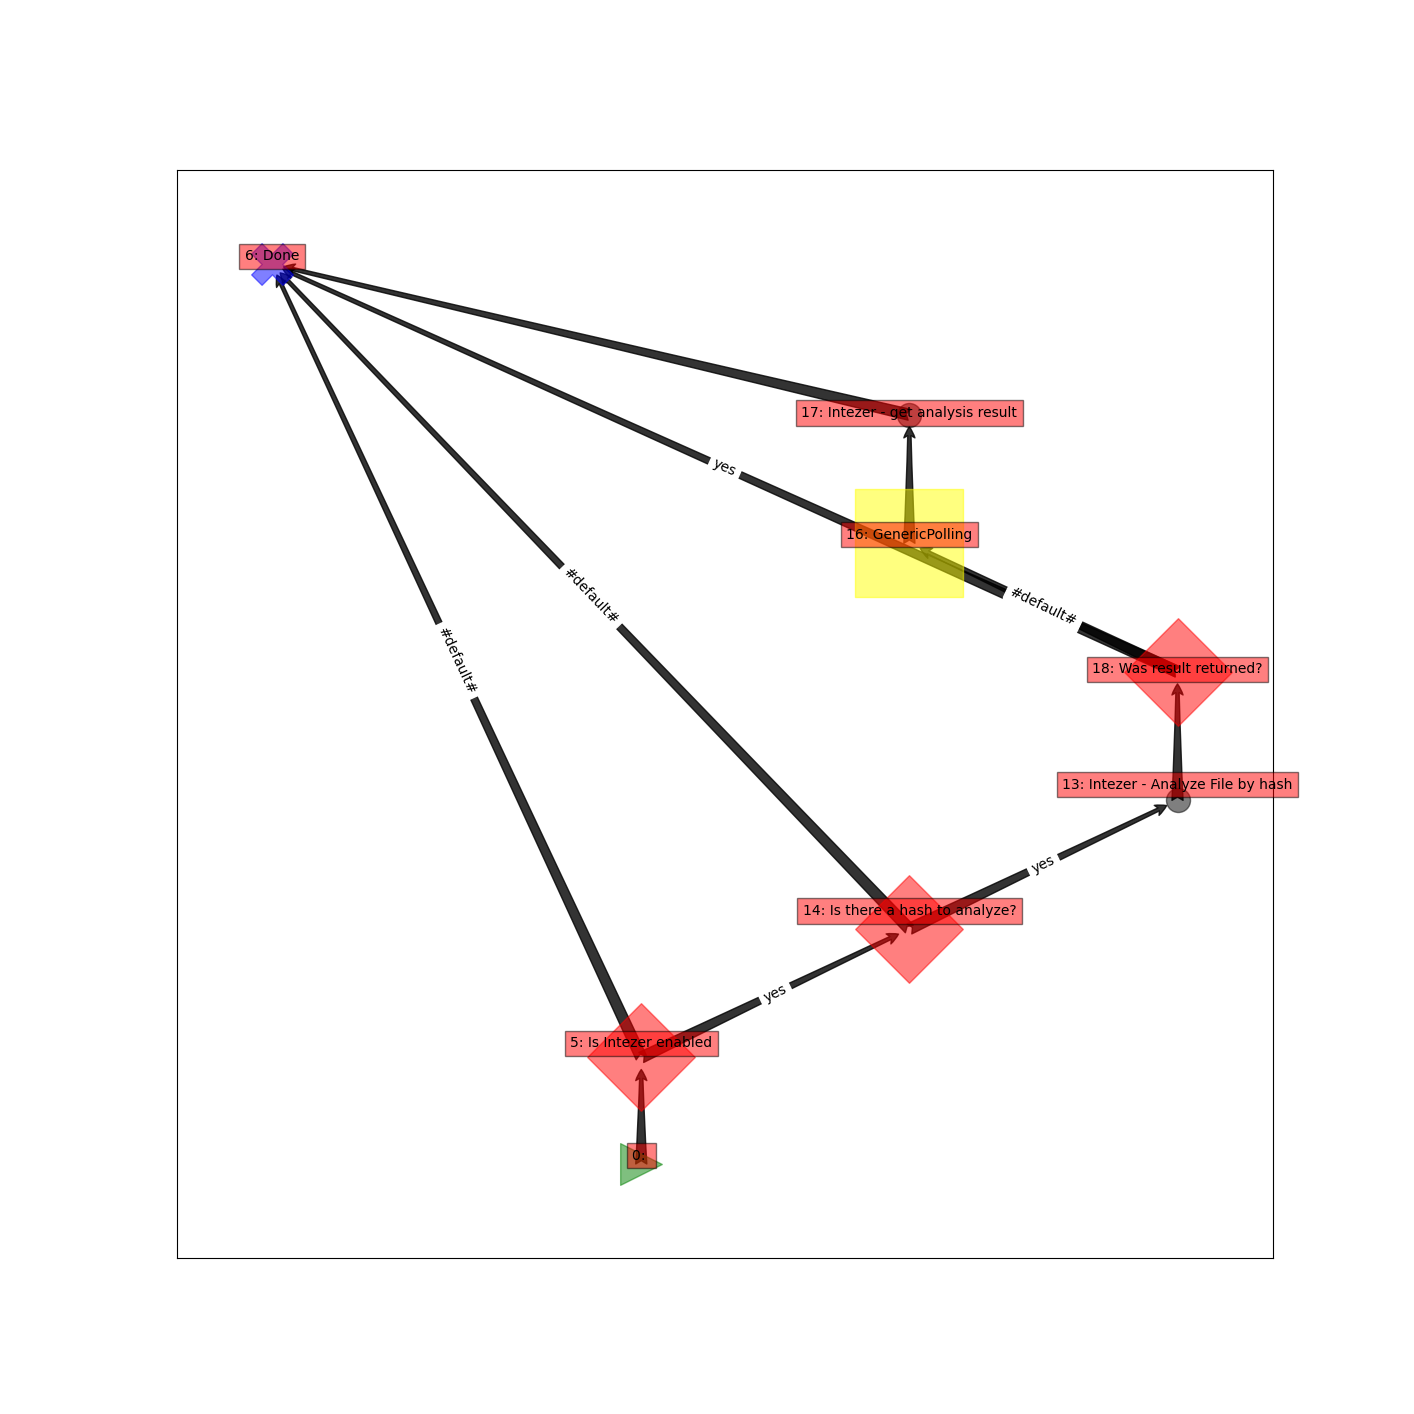 6: Done
17: Intezer - get analysis result
yes
16: GenericPolling
#default#
#default#
#default#
18: Was result returned?
13: Intezer - Analyze File by hash
yes
14: Is there a hash to analyze?
yes
5: Is Intezer enabled
0: